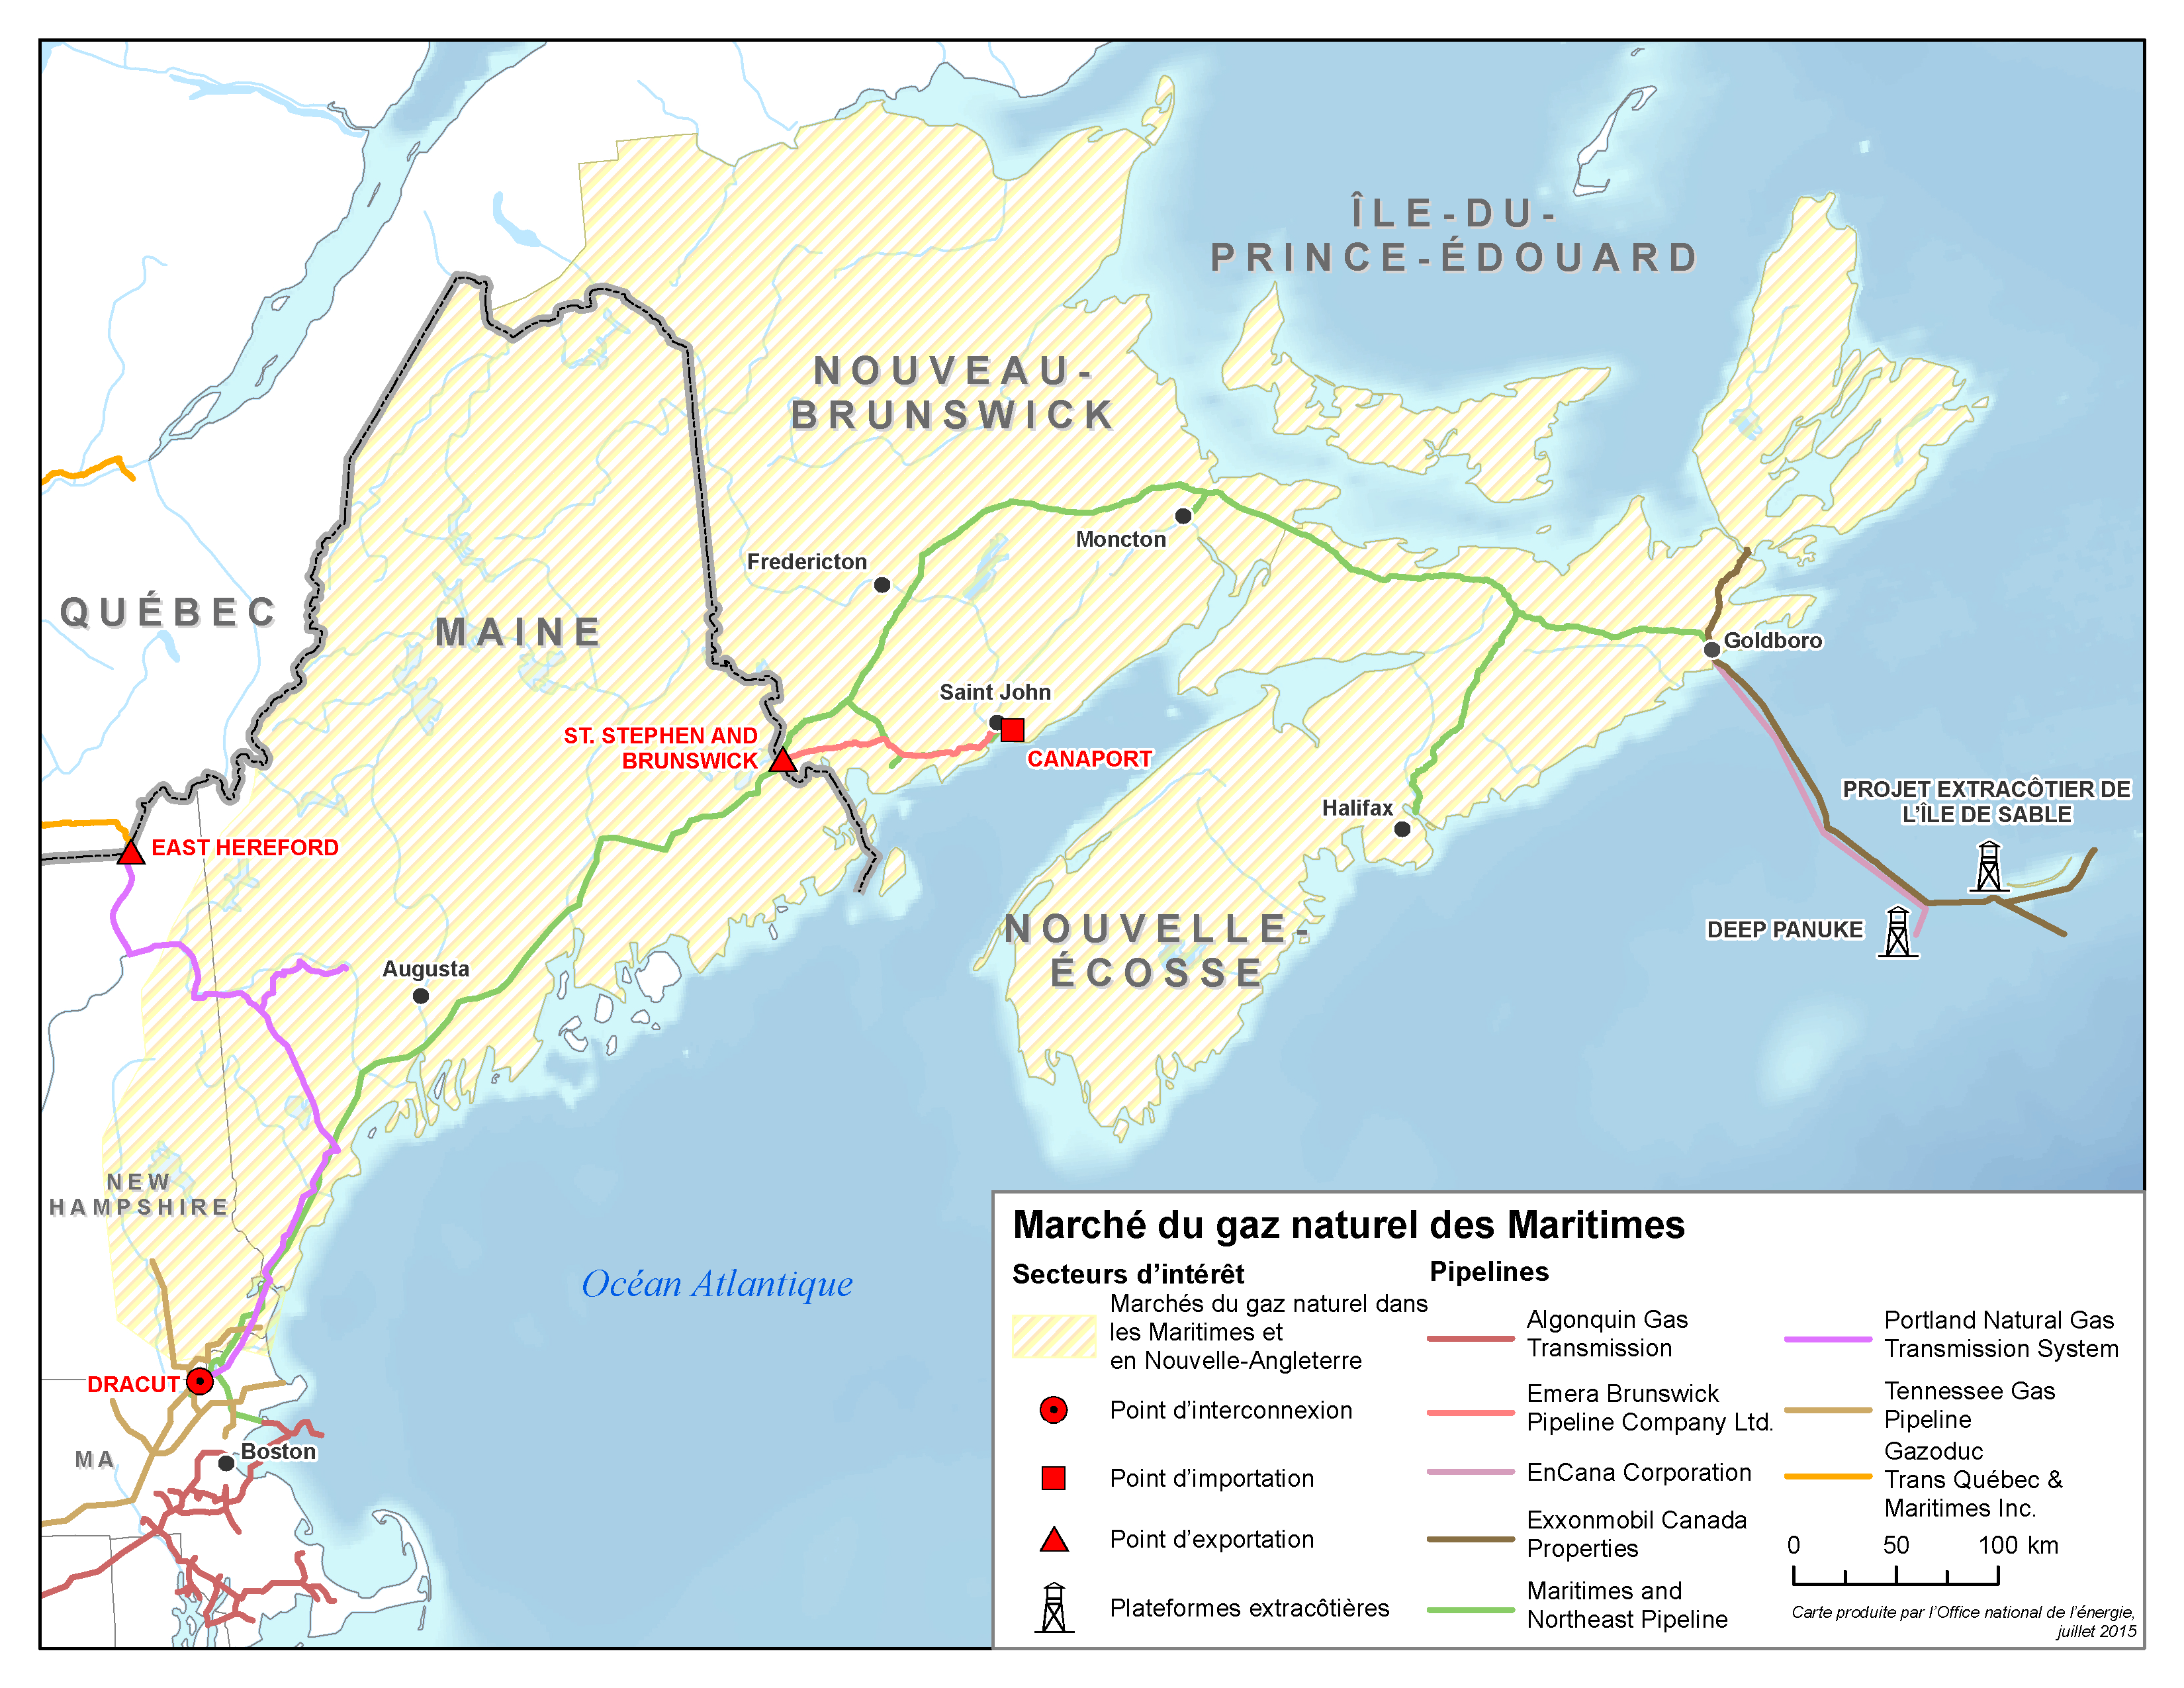 ÎLE-DU-
PRINCE-ÉDOUARD
NOUVEAU-
BRUNSWICK
Moncton
Fredericton
QUÉBEC
MAINE
Goldboro
Saint John
ST. STEPHEN AND
BRUNSWICK
CANAPORT
PROJET EXTRACÔTIER DE
L'ÎLE DE SABLE
Halifax
EAST HEREFORD
NOUVELLE-
ÉCOSSE
DEEP PANUKE
Augusta
NEW
HAMPSHIRE
Océan Atlantique
DRACUT
MA
Boston
Marché du gaz naturel des Maritimes
Secteurs d'intérêt
Marchés du gaz naturel dans
les Maritimes et
en Nouvelle-Angleterre
Point d'interconnexion
Point d'importation
Point d'exportation
Plateformes extracôtières
Pipelines
Algonquin Gas
Transmission
Emera Brunswick
Pipeline Company Ltd.
EnCana Corporation
Exxonmobil Canada
Properties
Maritimes and
Northeast Pipeline
Portland Natural Gas
Transmission System
Tennessee Gas
Pipeline
Gazoduc
Trans Québec &
Maritimes Inc.
0 50 100 km
Carte produite par l'Office national de l'énergie,
juillet 2015